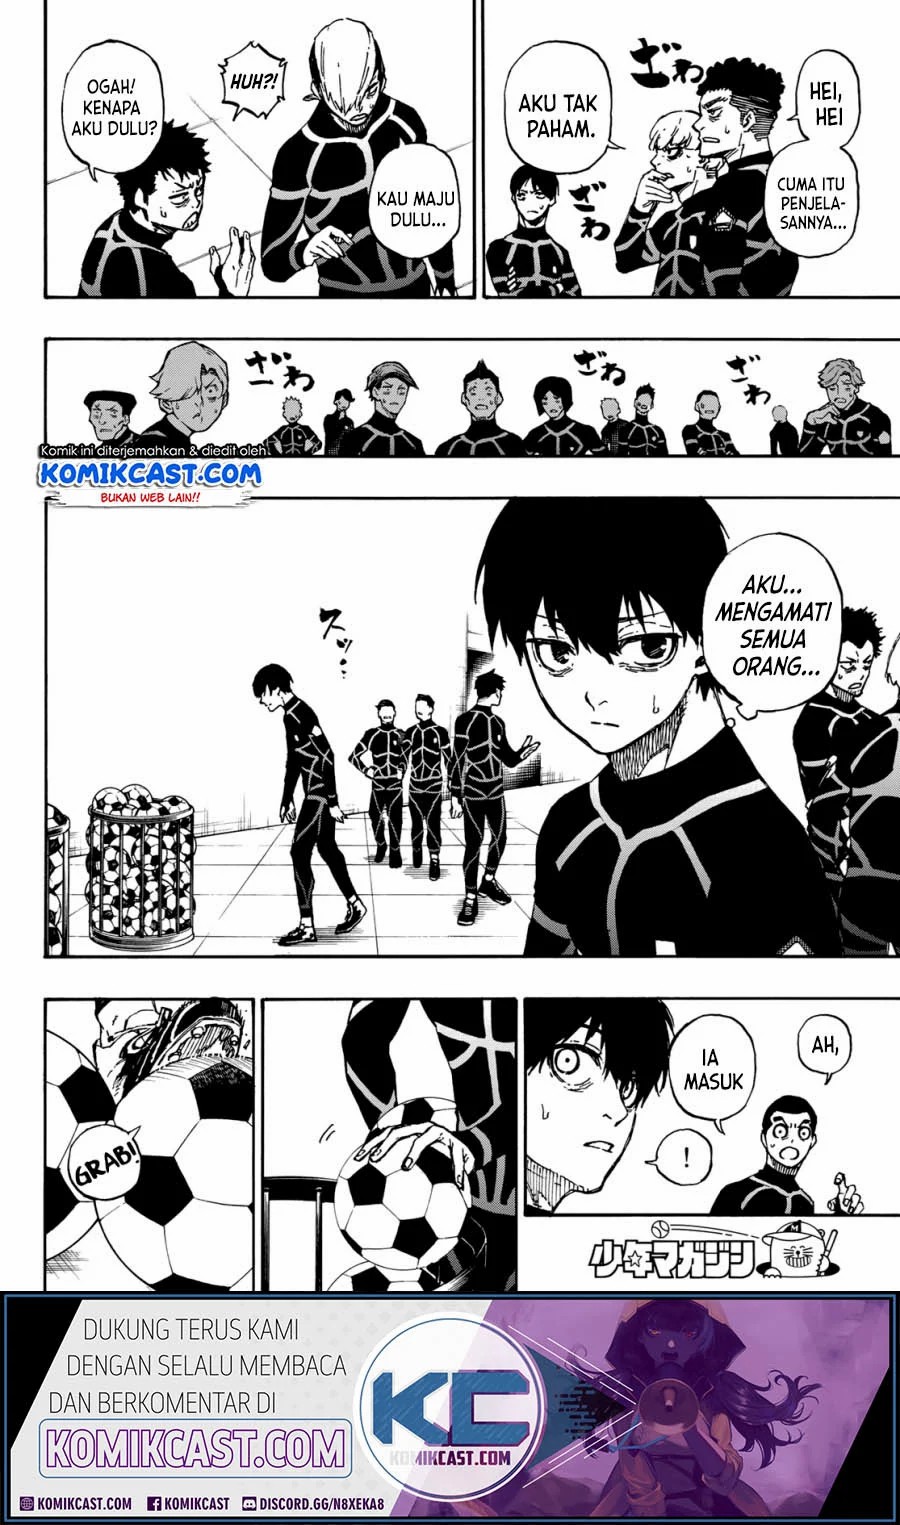 HEI,
HEI
CUMA ITU
PENJELA-
SANNYA...
ざわ
AKU TAK
PAHAM.
ざわ
HUH?!
KAU MAJU
DULU...
OGAH!
KENAPA
AKU DULU?
ざわ
ざわ
ざわ
Komik ini diterjemahkan & diedit oleh
KOMIKCAST.COM
BUKAN WEB LAIN!!
AKU...
MENGAMATI
SEMUA
ORANG...
スッ...
AH,
IA
MASUK
!
GRAB!
少年マガジン
M
DUKUNG TERUS KAMI
DENGAN SELALU MEMBACA
DAN BERKOMENTAR DI
KOMIKCAST.COM
KC
KOMIKCAST.COM
KOMIKCAST.COM
KOMIKCAST
DISCORD.GG/N8XEKA8